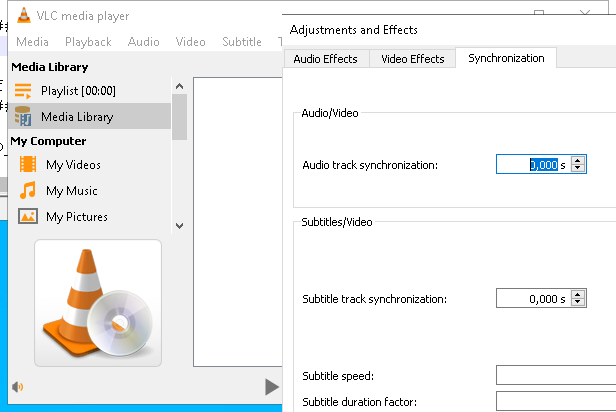 VLC media player
Media Playback Audio Video Subtitle
Media Library
Playlist [00:00]
Media Library
My Computer
My Videos
My Music
My Pictures
Adjustments and Effects
Audio Effects Video Effects Synchronization
Audio/Video
Audio track synchronization: 0,000 s
Subtitles/Video
Subtitle track synchronization: 0,000 s
Subtitle speed:
Subtitle duration factor: